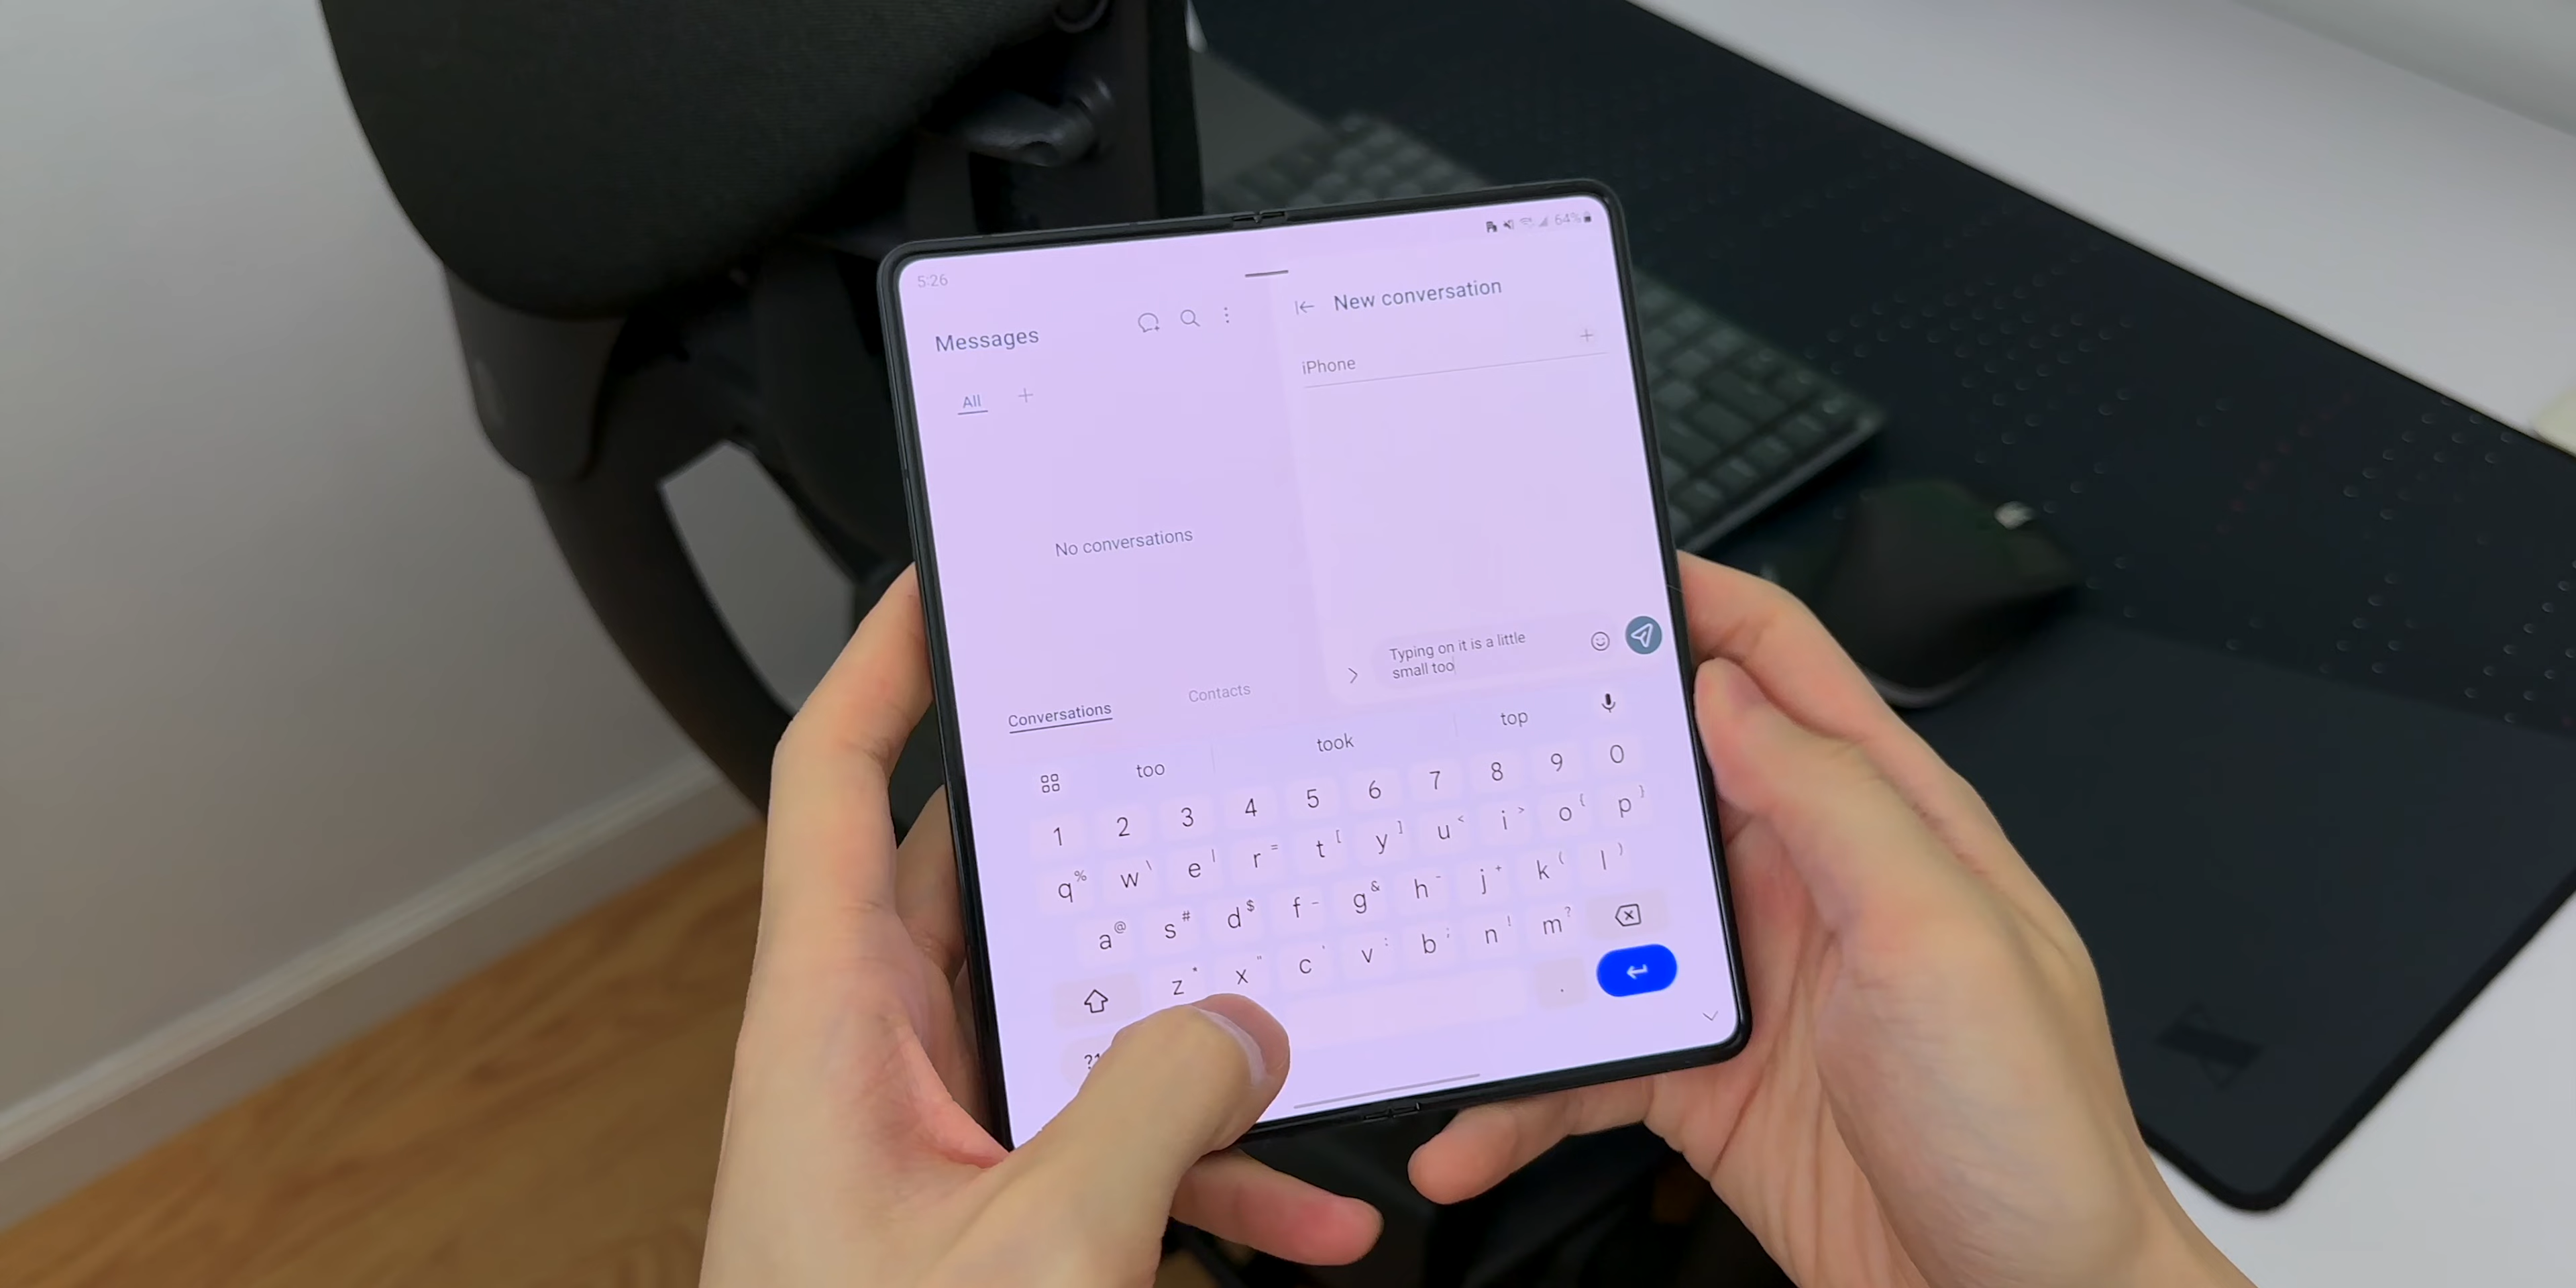 5:26
64%
Messages
New conversation
iPhone
All
No conversations
Typing on it is a little
small too
Conversations
Contacts
too
took
top
1 2 3 4 5 6 7 8 9 0
q% w\ e| r= t[ y] u< i> o{ p}
a@ s# d$ f_ g& h- j+ k( l)
z* x" c' v: b; n! m?
.